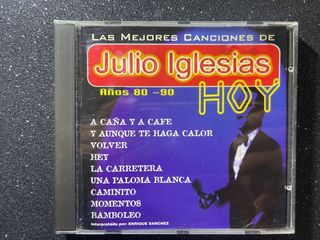 LAS MEJORES CANCIONES DE
Julio Iglesias
Años 80 -90
HOY
A CAÑA Y A CAFE
Y AUNQUE TE HAGA CALOR
VOLVER
HEY
LA CARRETERA
UNA PALOMA BLANCA
CAMINITO
MOMENTOS
BAMBOLEO
Interpretado por: ENRIQUE SANCHEZ